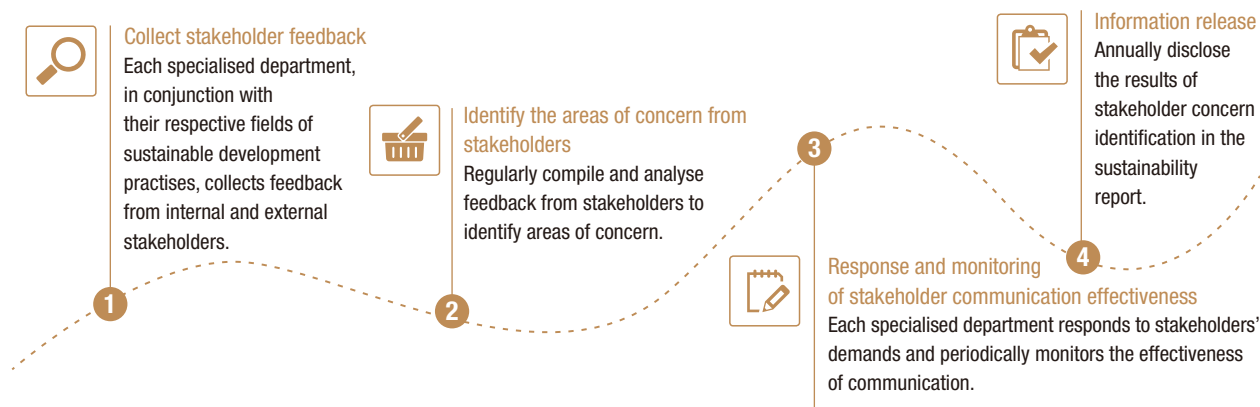 1
Collect stakeholder feedback
Each specialised department,
in conjunction with
their respective fields of
sustainable development
practises, collects feedback
from internal and external
stakeholders.
2
Identify the areas of concern from
stakeholders
Regularly compile and analyse
feedback from stakeholders to
identify areas of concern.
3
Response and monitoring
of stakeholder communication effectiveness
Each specialised department responds to stakeholders’
demands and periodically monitors the effectiveness
of communication.
4
Information release
Annually disclose
the results of
stakeholder concern
identification in the
sustainability
report.